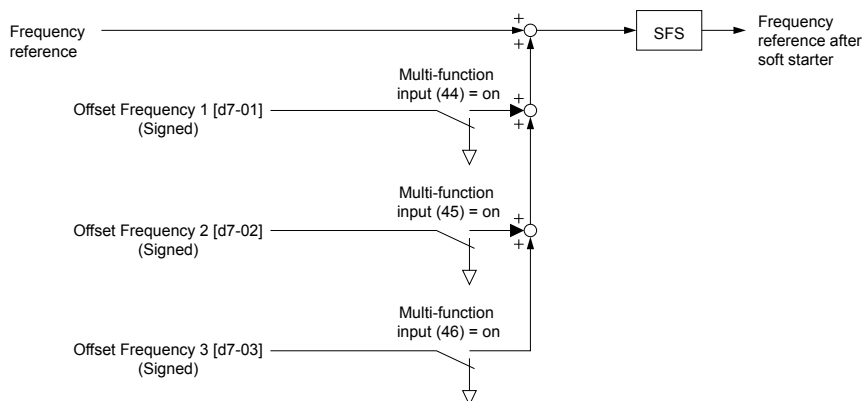 Frequency
reference
+
+
SFS
Frequency
reference after
soft starter
Multi-function
input (44) = on
Offset Frequency 1 [d7-01]
(Signed)
+
+
Multi-function
input (45) = on
Offset Frequency 2 [d7-02]
(Signed)
+
+
Multi-function
input (46) = on
Offset Frequency 3 [d7-03]
(Signed)